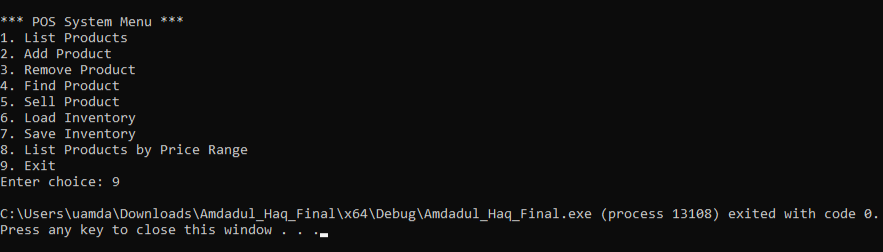 *** POS System Menu ***
1. List Products
2. Add Product
3. Remove Product
4. Find Product
5. Sell Product
6. Load Inventory
7. Save Inventory
8. List Products by Price Range
9. Exit
Enter choice: 9
C:\Users\uamda\Downloads\Amdadul_Haq_Final\x64\Debug\Amdadul_Haq_Final.exe (process 13108) exited with code 0.
Press any key to close this window . . .